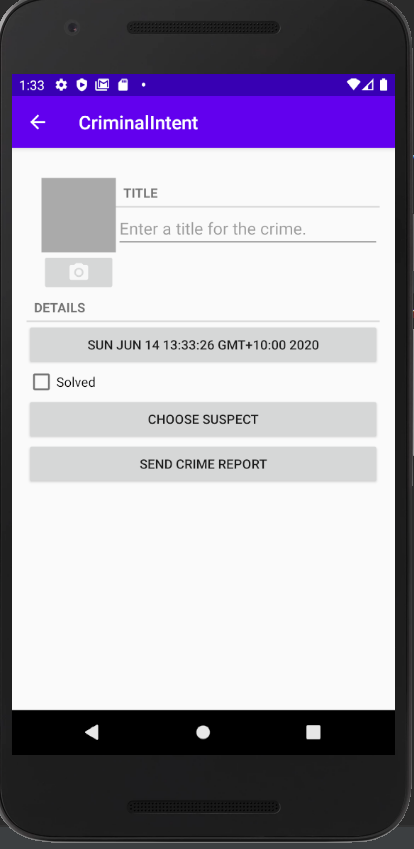 1:33
CriminalIntent
TITLE
Enter a title for the crime.
DETAILS
SUN JUN 14 13:33:26 GMT+10:00 2020
Solved
CHOOSE SUSPECT
SEND CRIME REPORT